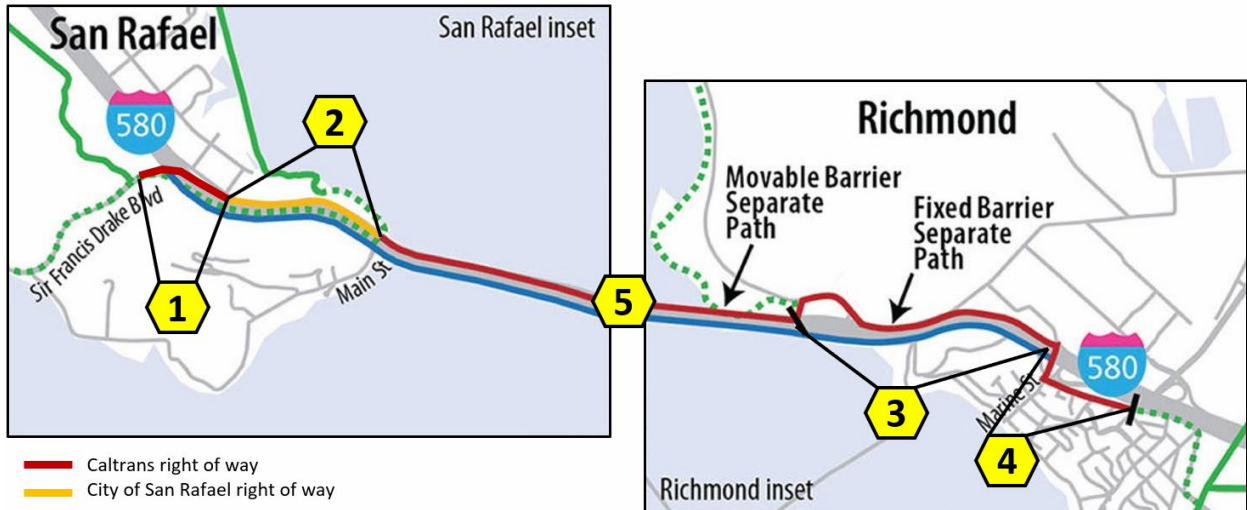 San Rafael
San Rafael inset
580
2
Sir Francis Drake Blvd
1
Main St
5
Richmond
Movable Barrier
Separate
Path
Fixed Barrier
Separate
Path
580
3
Marine St
4
Richmond inset
Caltrans right of way
City of San Rafael right of way